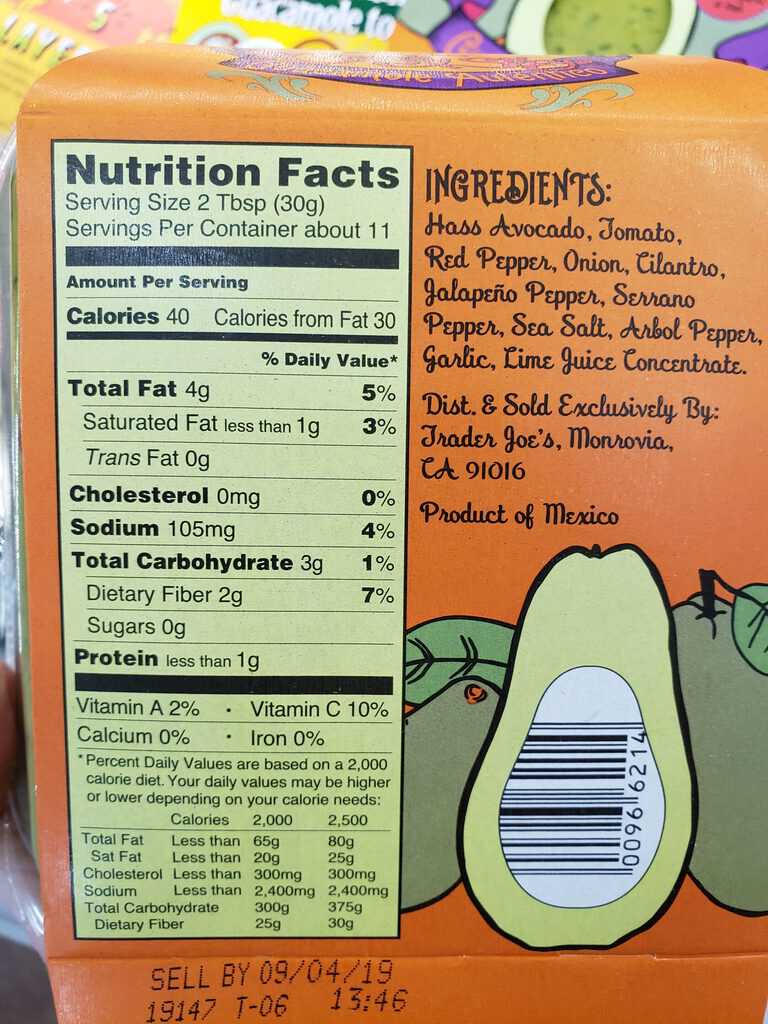 5
LAYE
Guacamole to
Autentico
Nutrition Facts
Serving Size 2 Tbsp (30g)
Servings Per Container about 11
Amount Per Serving
Calories 40 Calories from Fat 30
% Daily Value*
Total Fat 4g 5%
Saturated Fat less than 1g 3%
Trans Fat 0g
Cholesterol 0mg 0%
Sodium 105mg 4%
Total Carbohydrate 3g 1%
Dietary Fiber 2g 7%
Sugars 0g
Protein less than 1g
Vitamin A 2% • Vitamin C 10%
Calcium 0% • Iron 0%
*Percent Daily Values are based on a 2,000
calorie diet. Your daily values may be higher
or lower depending on your calorie needs:
Calories 2,000 2,500
Total Fat Less than 65g 80g
Sat Fat Less than 20g 25g
Cholesterol Less than 300mg 300mg
Sodium Less than 2,400mg 2,400mg
Total Carbohydrate 300g 375g
Dietary Fiber 25g 30g
INGREDIENTS:
Hass Avocado, Tomato,
Red Pepper, Onion, Cilantro,
Jalapeño Pepper, Serrano
Pepper, Sea Salt, Arbol Pepper,
Garlic, Lime Juice Concentrate.
Dist. & Sold Exclusively By:
Trader Joe's, Monrovia,
CA 91016
Product of Mexico
0096 6214
SELL BY 09/04/19
19147 T-06 13:46